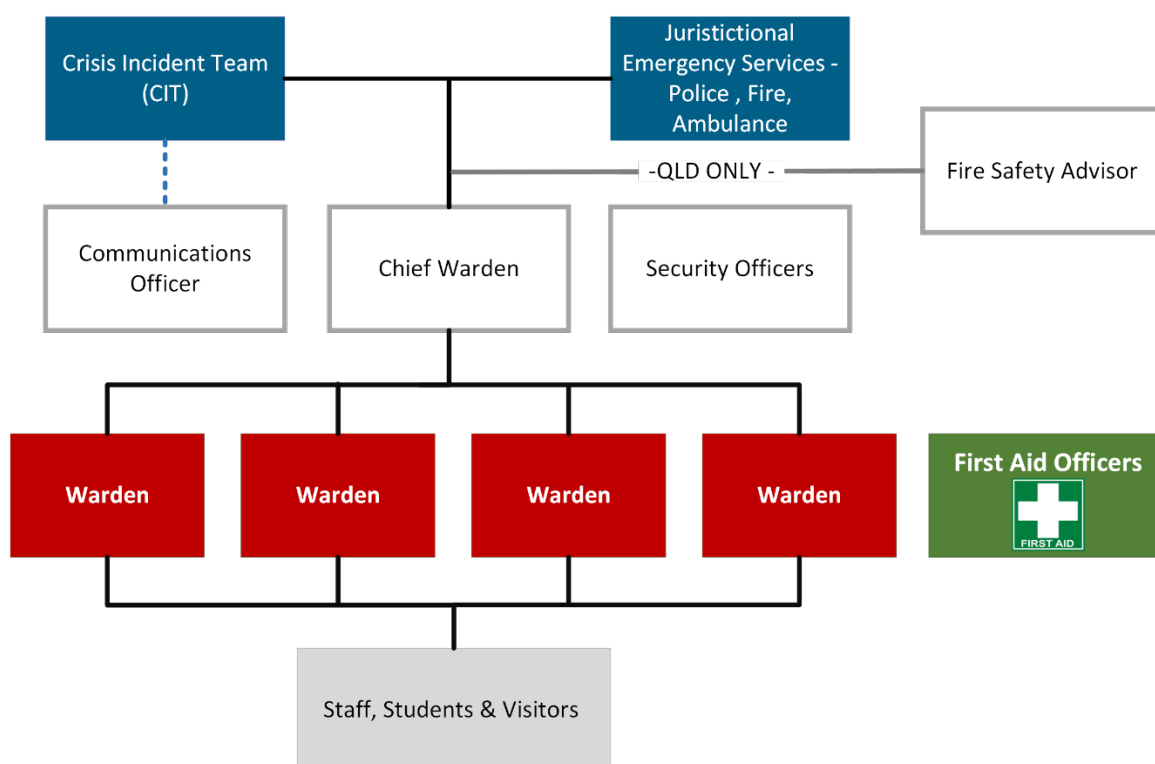 Crisis Incident Team
(CIT)
Juristictional
Emergency Services -
Police , Fire,
Ambulance
-QLD ONLY -
Fire Safety Advisor
Communications
Officer
Chief Warden
Security Officers
Warden
Warden
Warden
Warden
First Aid Officers
FIRST AID
Staff, Students & Visitors